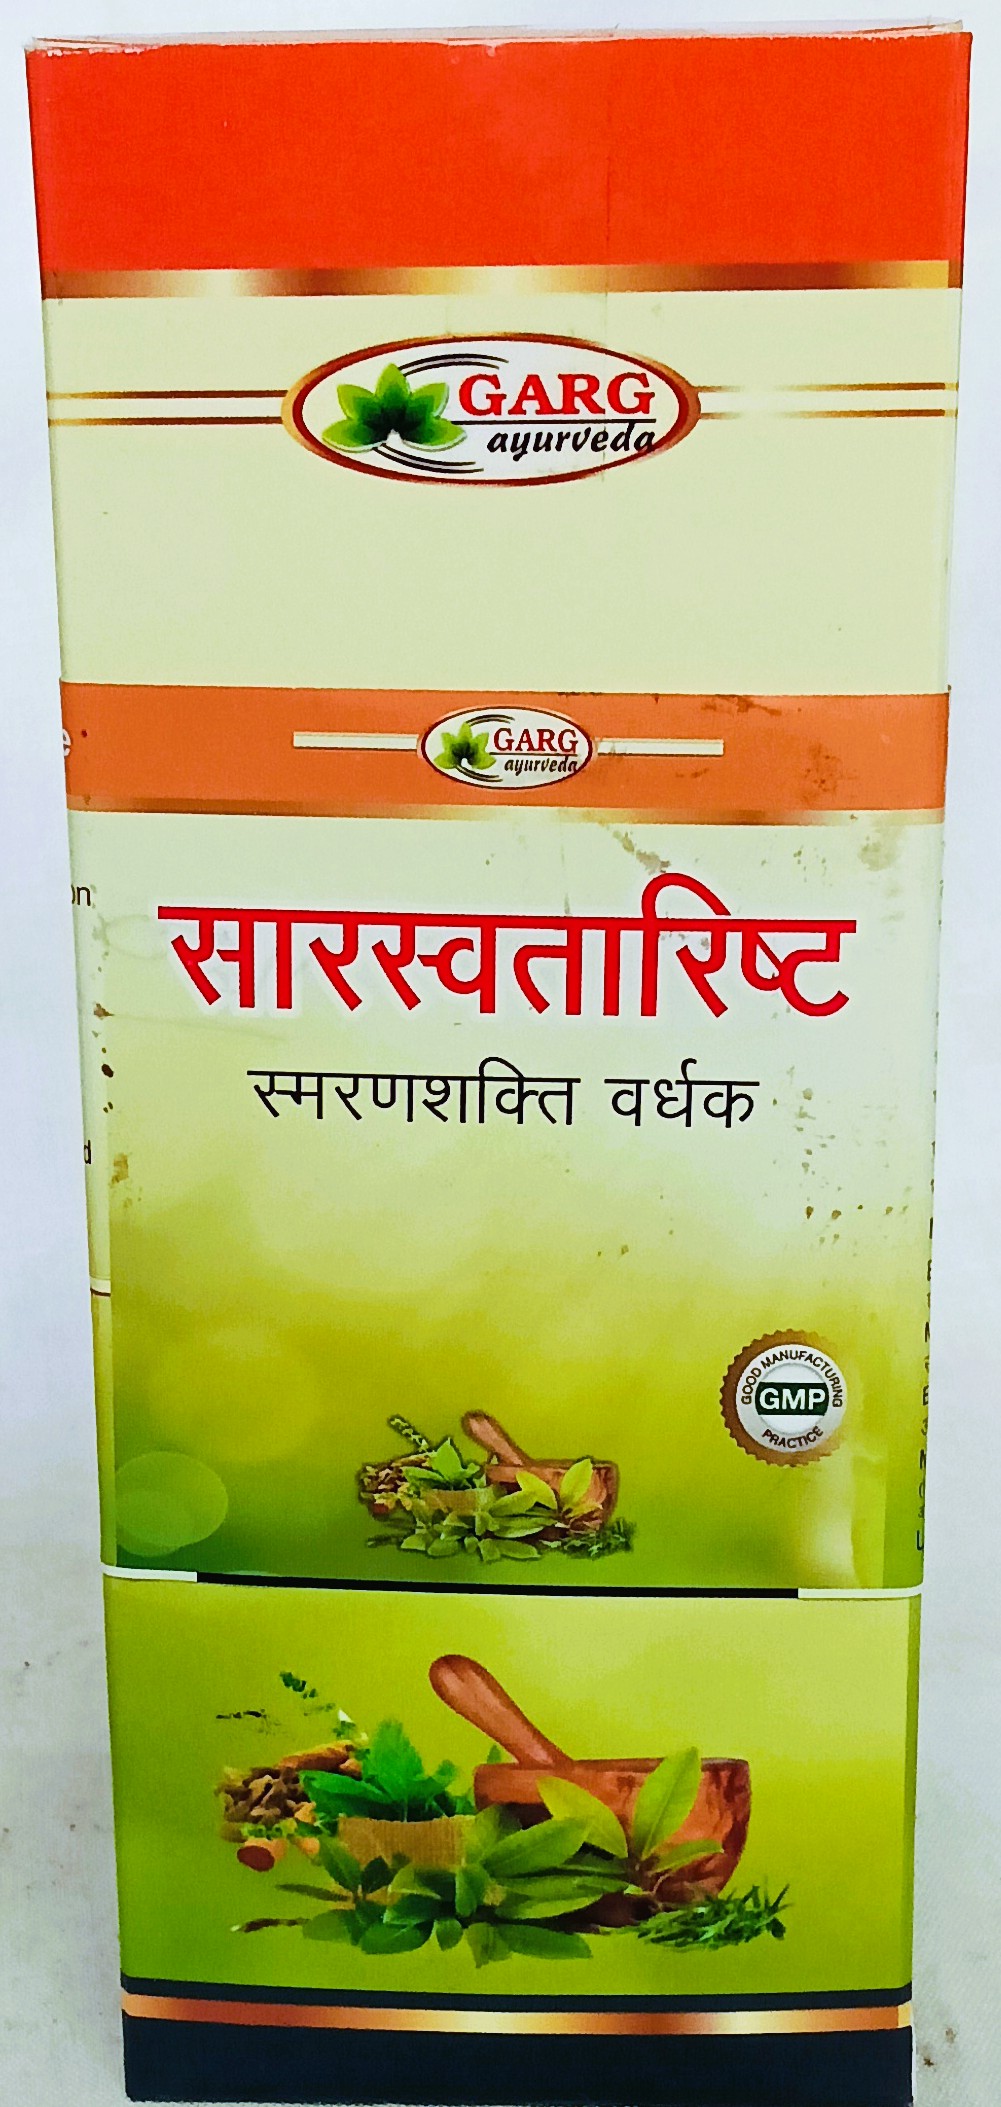 GARG
ayurveda
GARG
ayurveda
सारस्वतारिष्ट
स्मरणशक्ति वर्धक
GOOD MANUFACTURING
GMP
PRACTICE